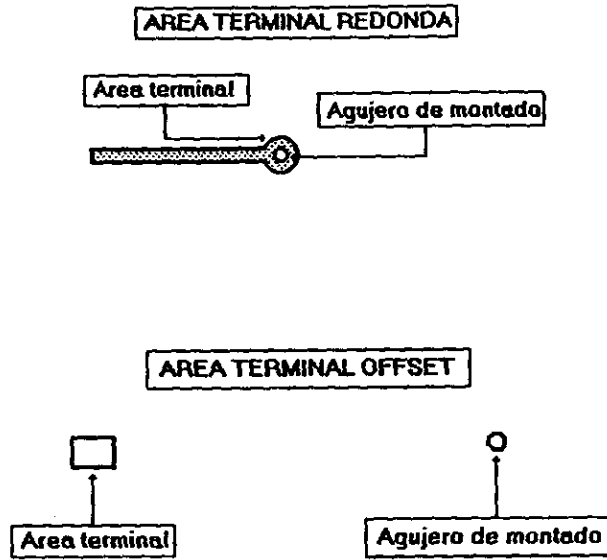 AREA TERMINAL REDONDA
Area terminal
Agujero de montado
AREA TERMINAL OFFSET
Area terminal
Agujero de montado